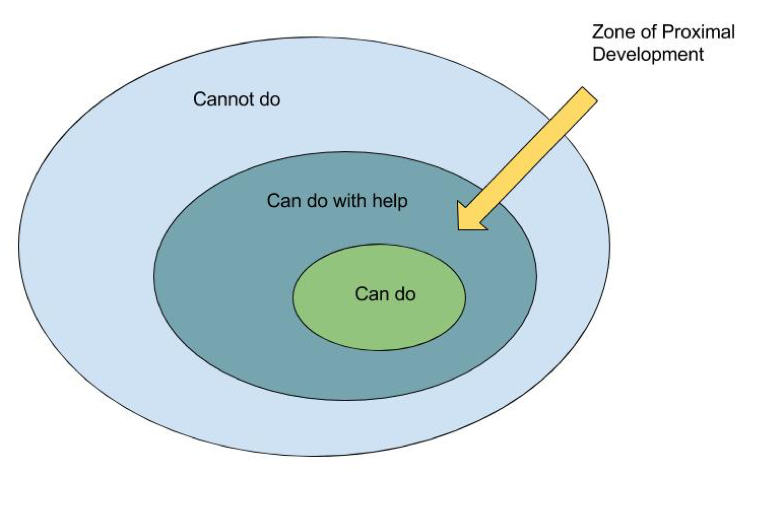 Zone of Proximal
Development
Cannot do
Can do with help
Can do